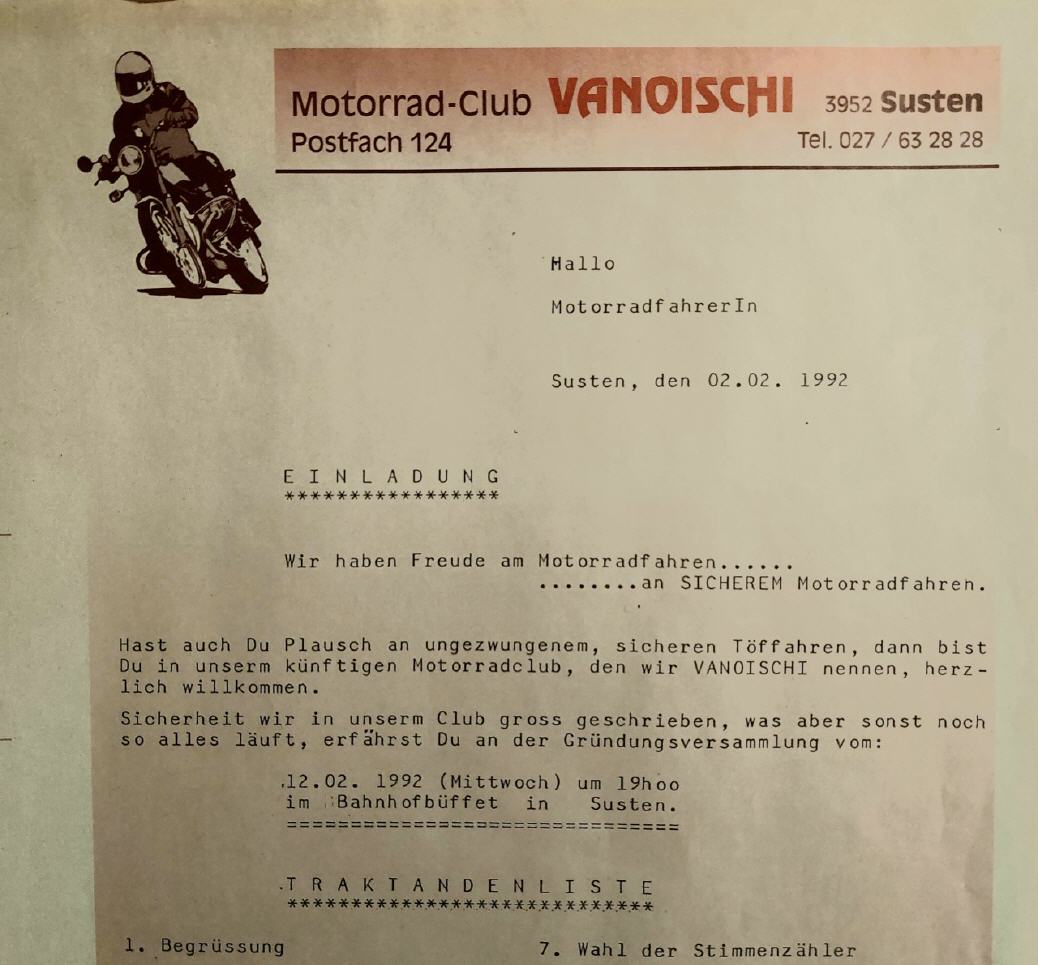 Motorrad-Club VANOISCHI 3952 Susten
Postfach 124 Tel. 027 / 63 28 28
Hallo
MotorradfahrerIn
Susten, den 02.02. 1992
E I N L A D U N G
*****************
Wir haben Freude am Motorradfahren......
........an SICHEREM Motorradfahren.
Hast auch Du Plausch an ungezwungenem, sicheren Töffahren, dann bist
Du in unserm künftigen Motorradclub, den wir VANOISCHI nennen, herz-
lich willkommen.
Sicherheit wir in unserm Club gross geschrieben, was aber sonst noch
so alles läuft, erfährst Du an der Gründungsversammlung vom:
12.02. 1992 (Mittwoch) um 19hoo
im Bahnhofbüffet in Susten.
===============================
T R A K T A N D E N L I S T E
*****************************
1. Begrüssung 7. Wahl der Stimmenzähler